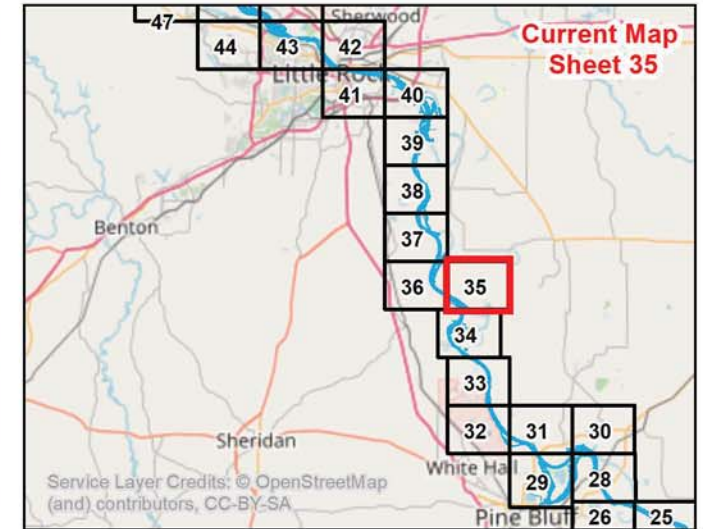 Sherwood
Current Map
Sheet 35
47
44
43
42
Little Rock
41
40
39
38
Benton
37
36
35
34
33
Sheridan
32
31
30
White Hall
29
28
Service Layer Credits: © OpenStreetMap
(and) contributors, CC-BY-SA
Pine Bluff
26
25